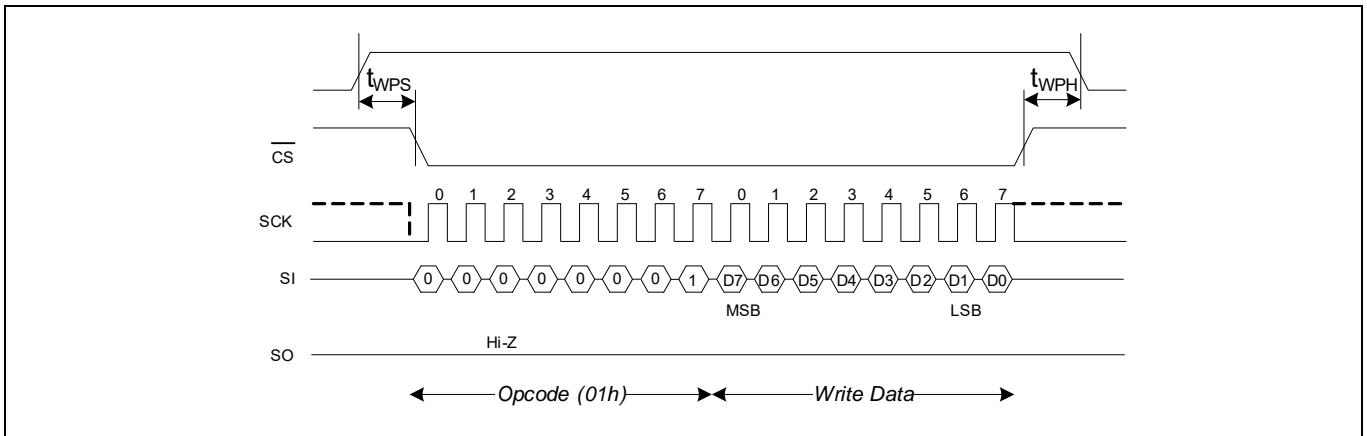 tWPS
tWPH
CS
0 1 2 3 4 5 6 7 0 1 2 3 4 5 6 7
SCK
SI 0 0 0 0 0 0 0 1 D7 D6 D5 D4 D3 D2 D1 D0
MSB LSB
Hi-Z
SO
Opcode (01h) Write Data